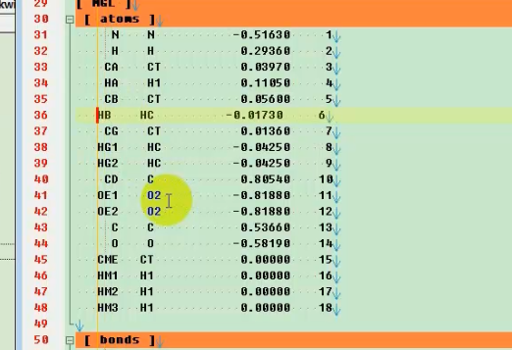 kwi
29 [ MGL ]
30 [ atoms ]
31 N N -0.51630 1
32 H H 0.29360 2
33 CA CT 0.03970 3
34 HA H1 0.11050 4
35 CB CT 0.05600 5
36 HB HC -0.01730 6
37 CG CT 0.01360 7
38 HG1 HC -0.04250 8
39 HG2 HC -0.04250 9
40 CD C 0.80540 10
41 OE1 O2 -0.81880 11
42 OE2 O2 -0.81880 12
43 C C 0.53660 13
44 O O -0.58190 14
45 CME CT 0.00000 15
46 HM1 H1 0.00000 16
47 HM2 H1 0.00000 17
48 HM3 H1 0.00000 18
49
50 [ bonds ]